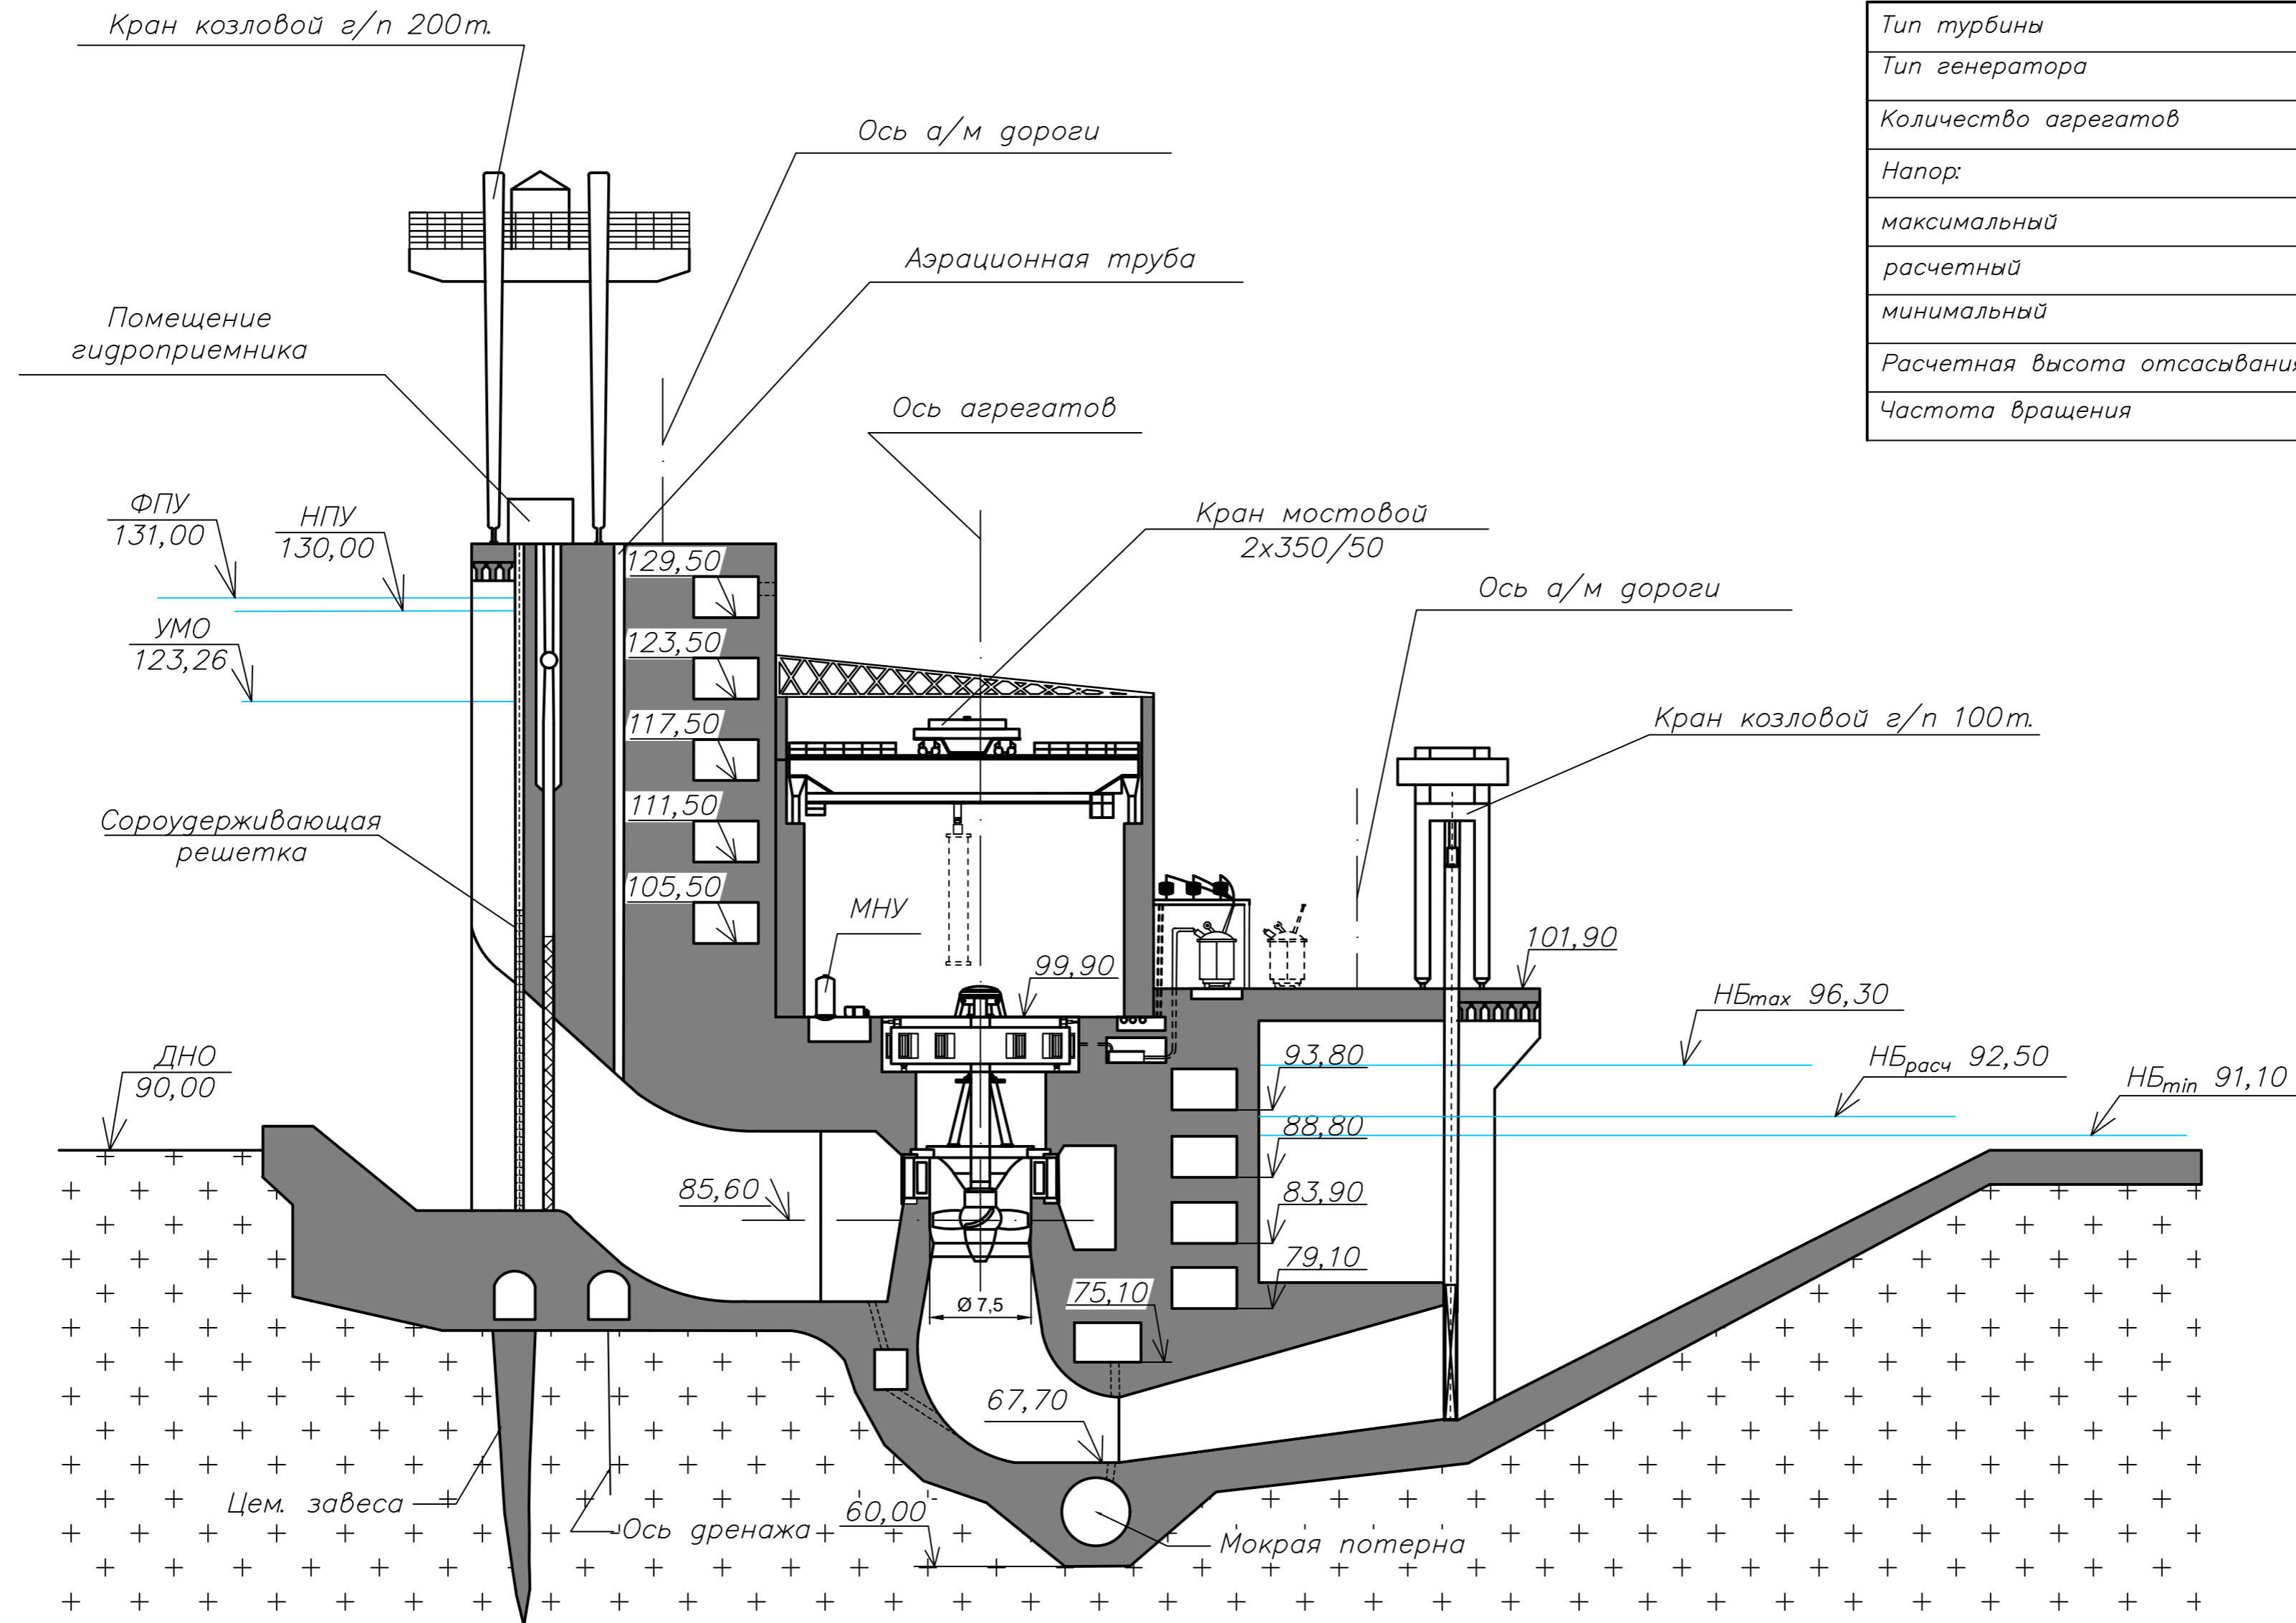 Кран козловой г/п 200т.
Тип турбины
Тип генератора
Количество агрегатов
Напор:
максимальный
расчетный
минимальный
Расчетная высота отсасывания
Частота вращения
Ось а/м дороги
Аэрационная труба
Помещение
гидроприемника
Ось агрегатов
ФПУ
131,00
НПУ
130,00
УМО
123,26
Кран мостовой
2х350/50
Ось а/м дороги
Кран козловой г/п 100т.
129,50
123,50
117,50
111,50
105,50
Сороудерживающая
решетка
МНУ
99,90
101,90
НБmax 96,30
НБрасч 92,50
НБmin 91,10
ДНО
90,00
93,80
88,80
83,90
79,10
85,60
75,10
Ø 7,5
67,70
60,00
Цем. завеса
Ось дренажа
Мокрая потерна